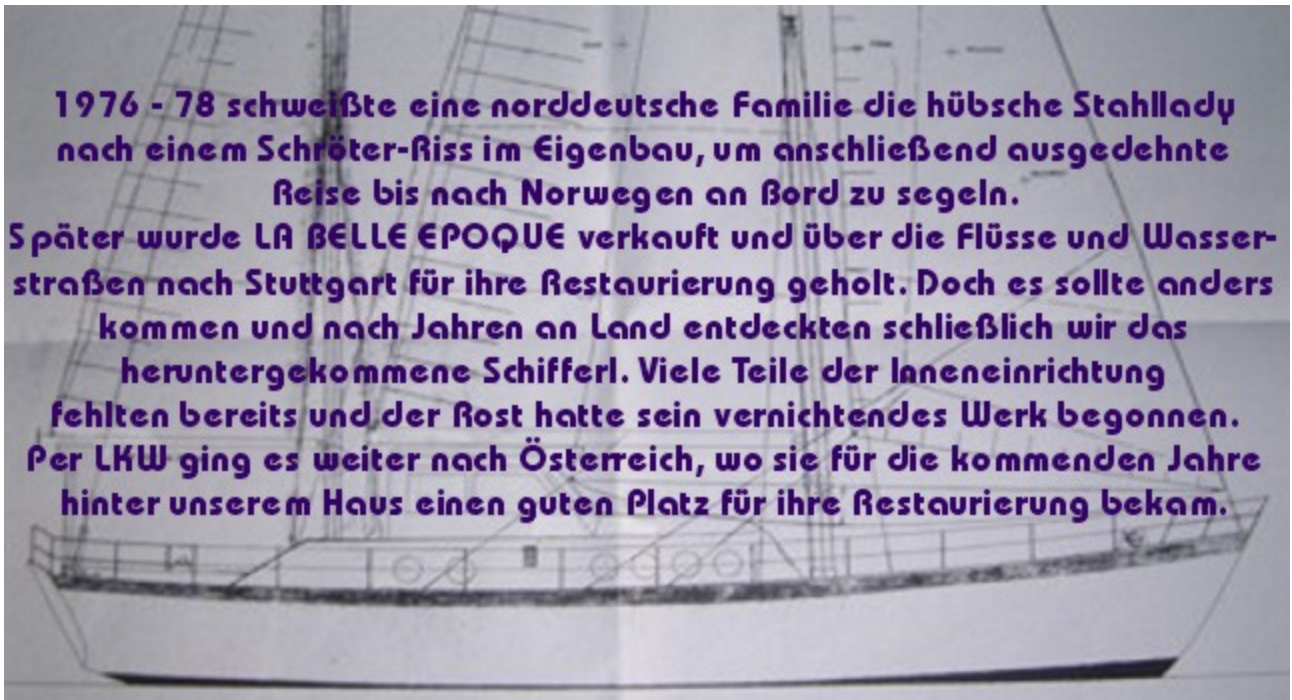 1976 - 78 schweißte eine norddeutsche Familie die hübsche Stahllady
nach einem Schröter-Riss im Eigenbau, um anschließend ausgedehnte
Reise bis nach Norwegen an Bord zu segeln.
Später wurde LA BELLE EPOQUE verkauft und über die Flüsse und Wasser-
straßen nach Stuttgart für ihre Restaurierung geholt. Doch es sollte anders
kommen und nach Jahren an Land entdeckten schließlich wir das
heruntergekommene Schifferl. Viele Teile der Inneneinrichtung
fehlten bereits und der Rost hatte sein vernichtendes Werk begonnen.
Per LKW ging es weiter nach Österreich, wo sie für die kommenden Jahre
hinter unserem Haus einen guten Platz für ihre Restaurierung bekam.